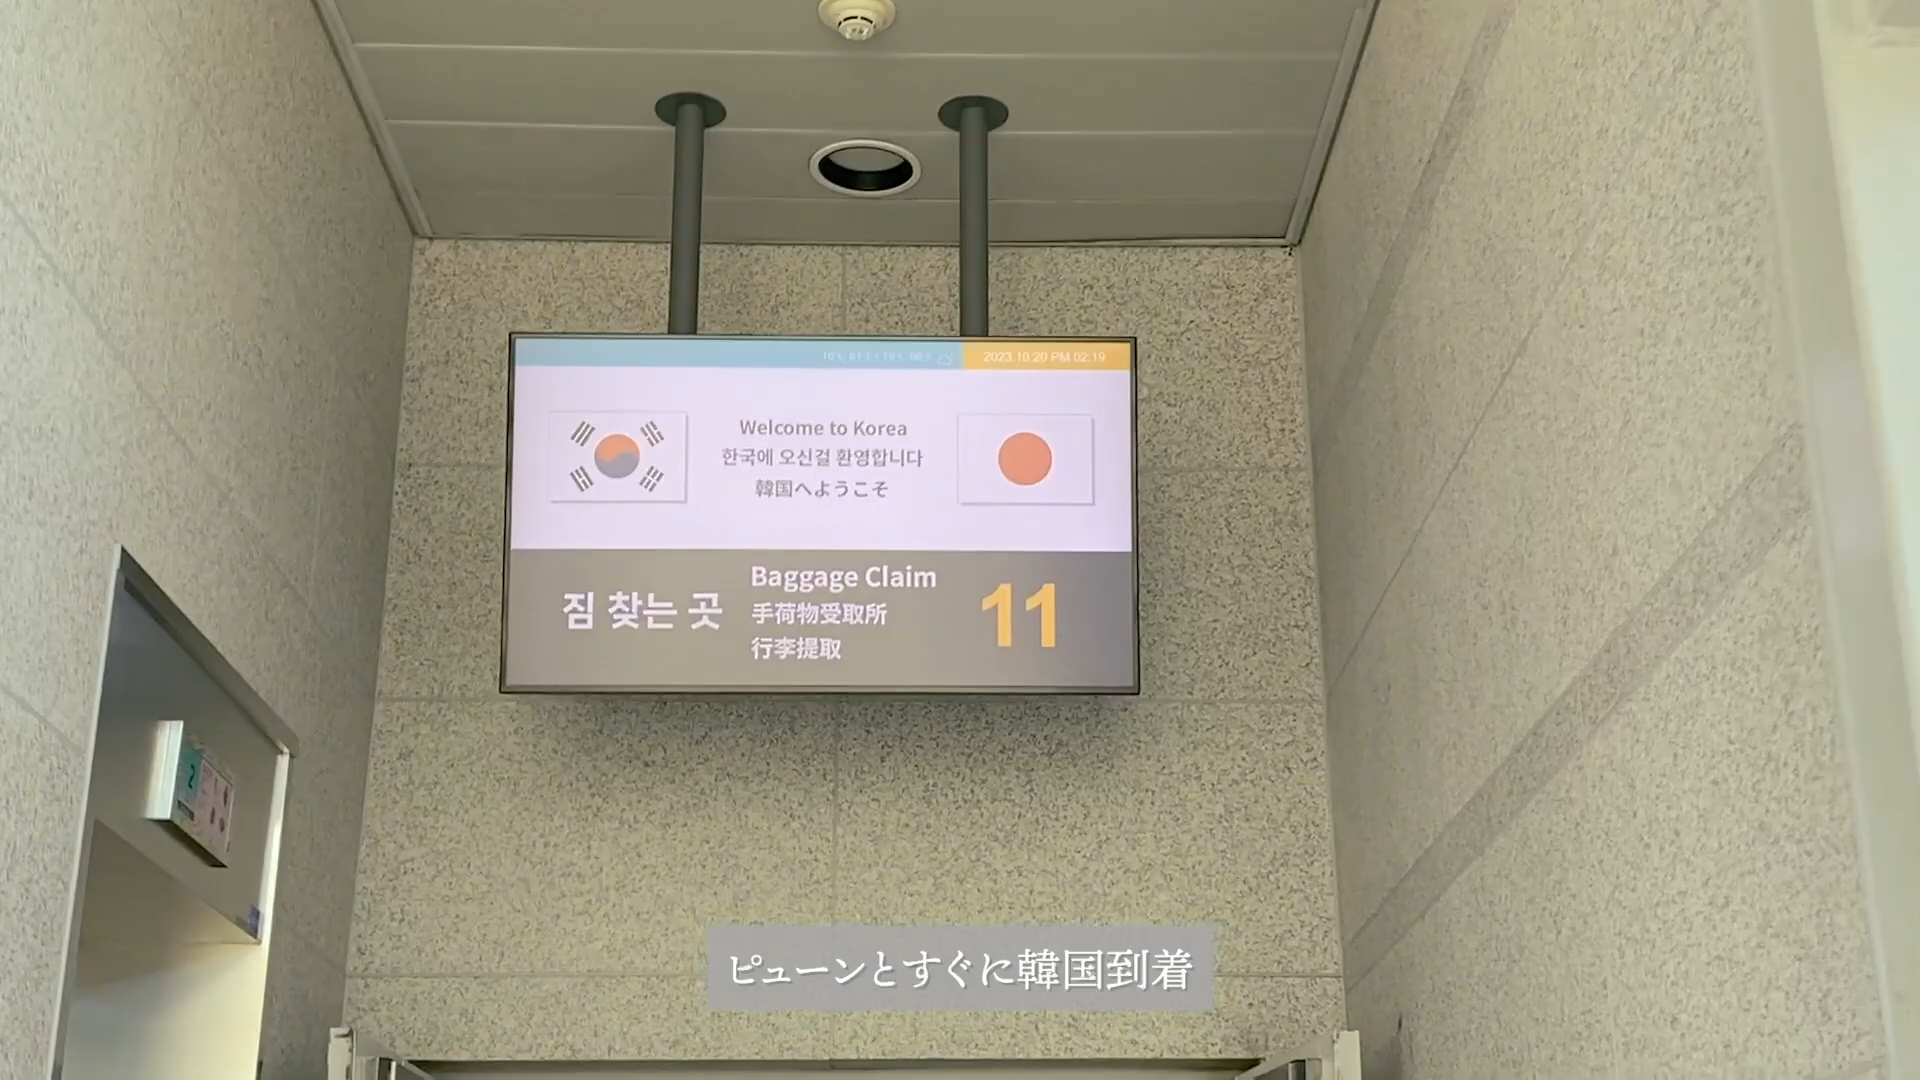 2023.10.20 PM 02:19
Welcome to Korea
한국에 오신걸 환영합니다
韓国へようこそ
짐 찾는 곳
Baggage Claim
手荷物受取所
行李提取
11
2
ピューンとすぐに韓国到着